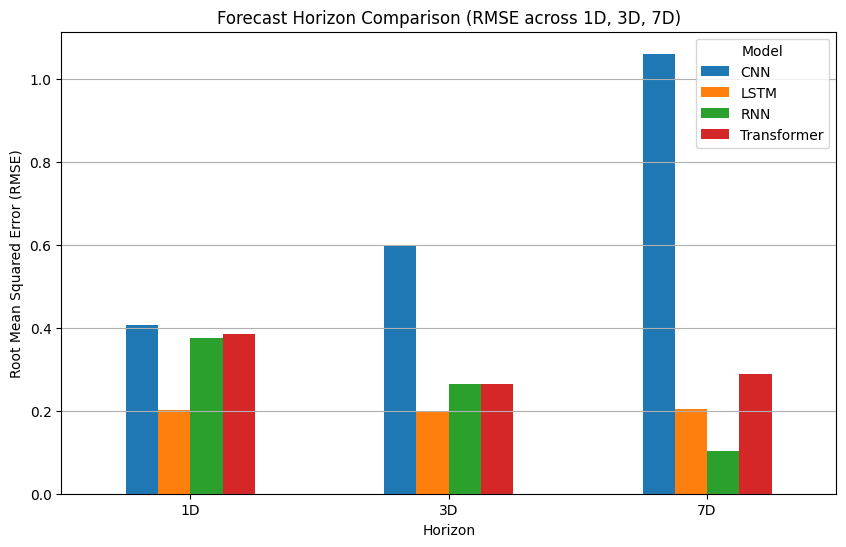 Forecast Horizon Comparison (RMSE across 1D, 3D, 7D)
Model
CNN
LSTM
RNN
Transformer
Root Mean Squared Error (RMSE)
1.0
0.8
0.6
0.4
0.2
0.0
1D
3D
7D
Horizon